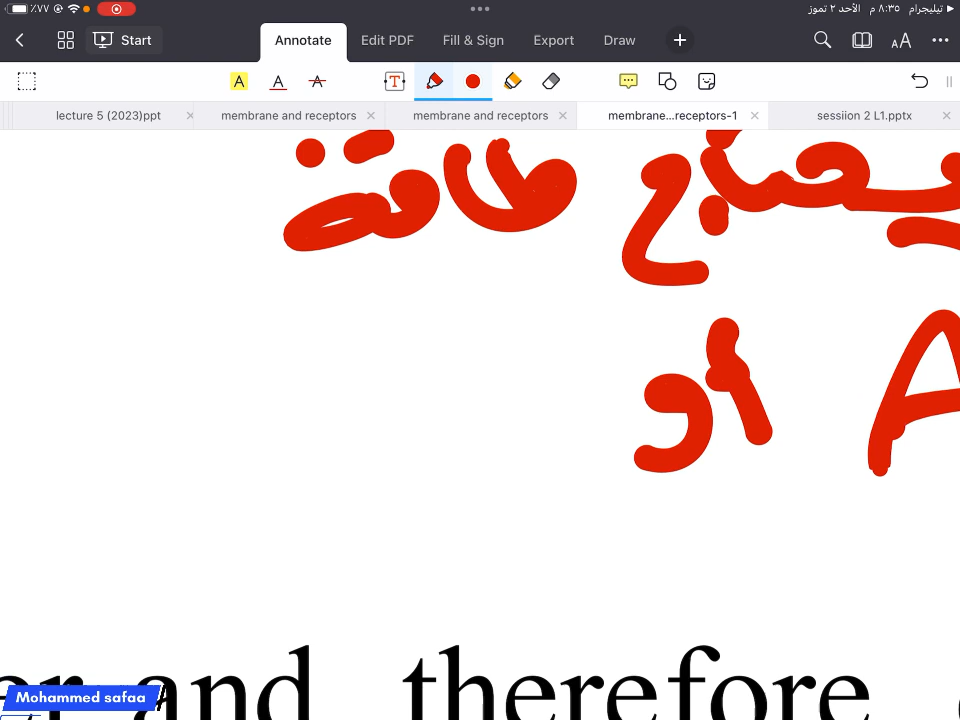 ٪٧٧ الأحد ٢ تموز ٨:٣٥ م تيليجرام
Start Annotate Edit PDF Fill & Sign Export Draw
lecture 5 (2023)ppt membrane and receptors membrane and receptors membrane...receptors-1 sessiion 2 L1.pptx
يحتاج طاقة
A او
er and therefore
Mohammed safaa